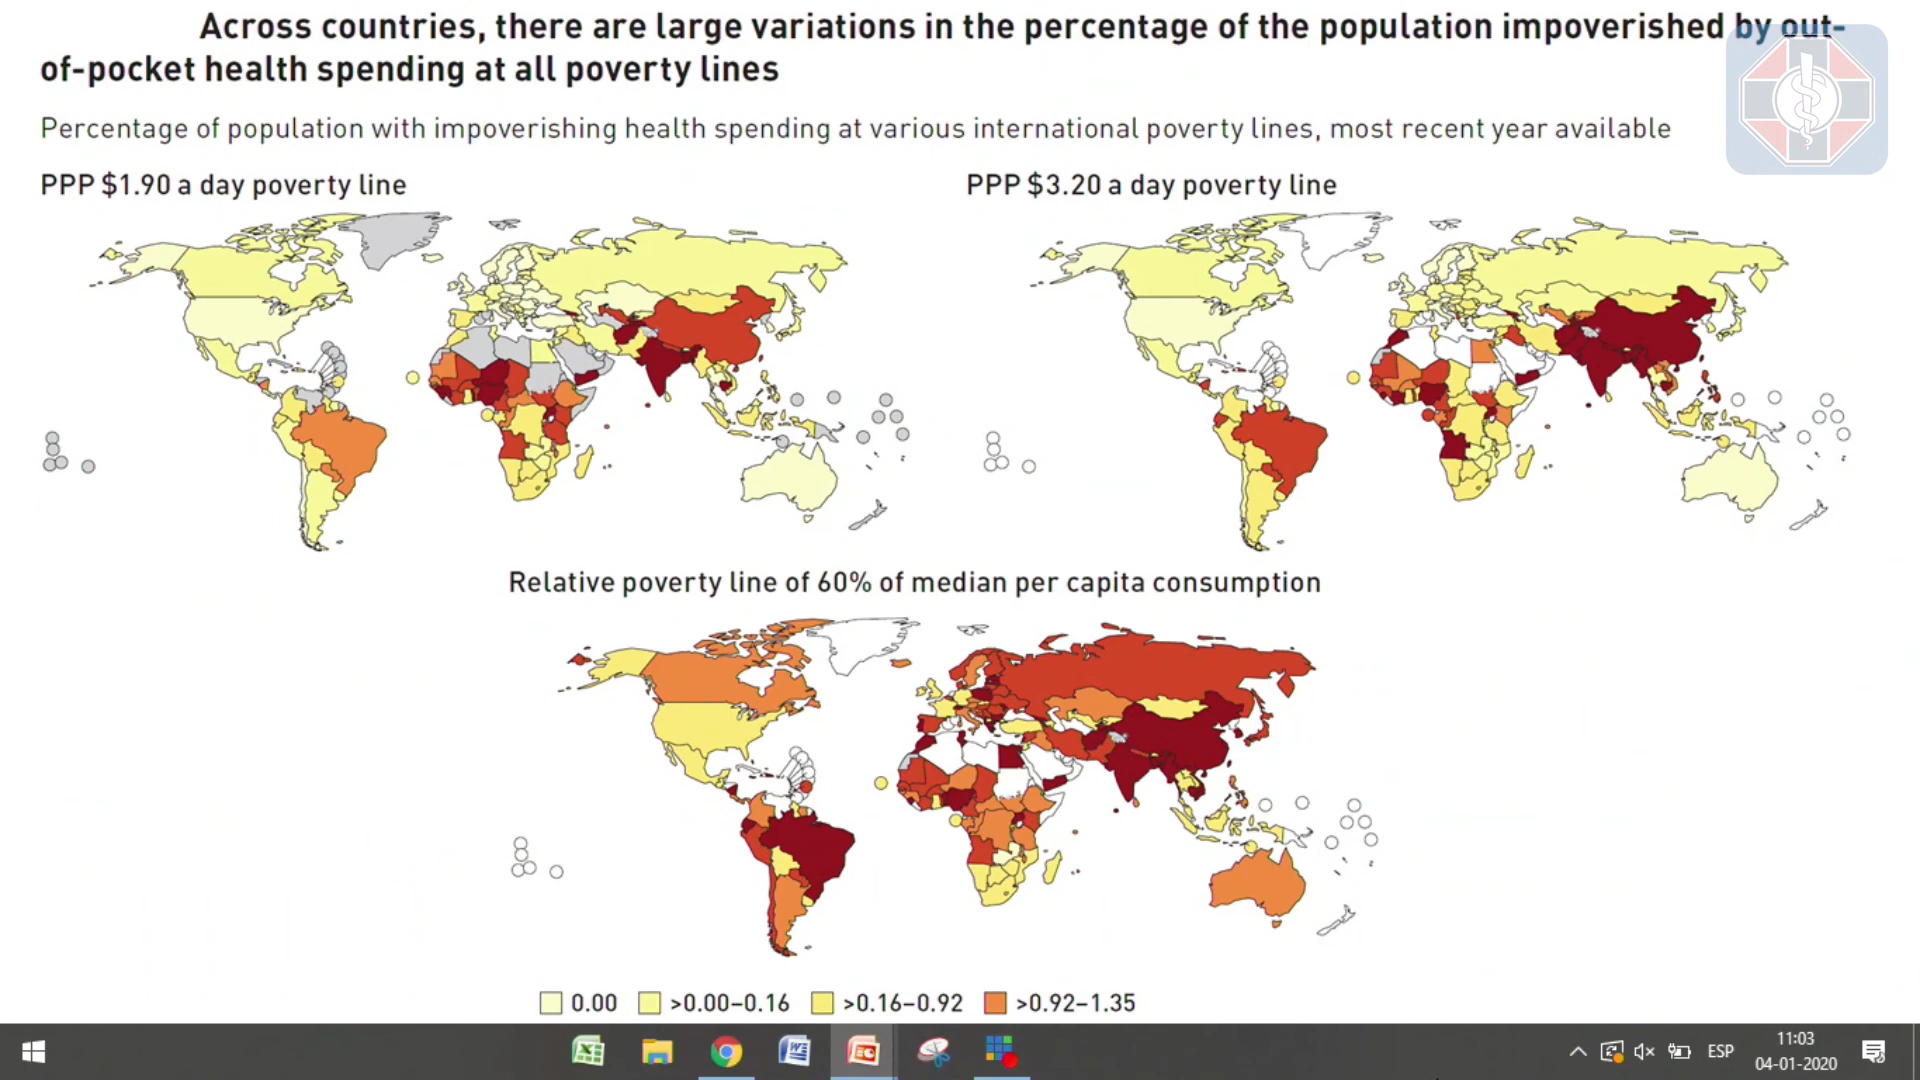 Across countries, there are large variations in the percentage of the population impoverished by out-
of-pocket health spending at all poverty lines
Percentage of population with impoverishing health spending at various international poverty lines, most recent year available
PPP $1.90 a day poverty line
PPP $3.20 a day poverty line
Relative poverty line of 60% of median per capita consumption
0.00 >0.00–0.16 >0.16–0.92 >0.92–1.35
ESP
11:03
04-01-2020